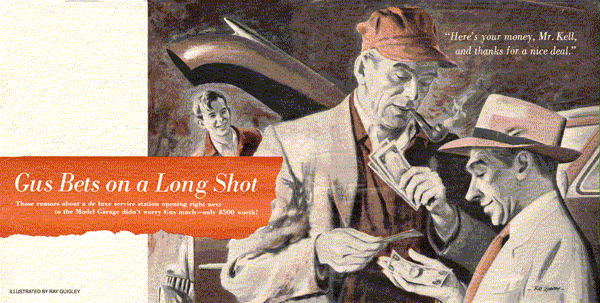 "Here's your money, Mr. Kell,
and thanks for a nice deal."
Gus Bets on a Long Shot
Those rumors about a de luxe service station opening right next
to the Model Garage didn't worry Gus much—only $500 worth!
ILLUSTRATED BY RAY QUIGLEY